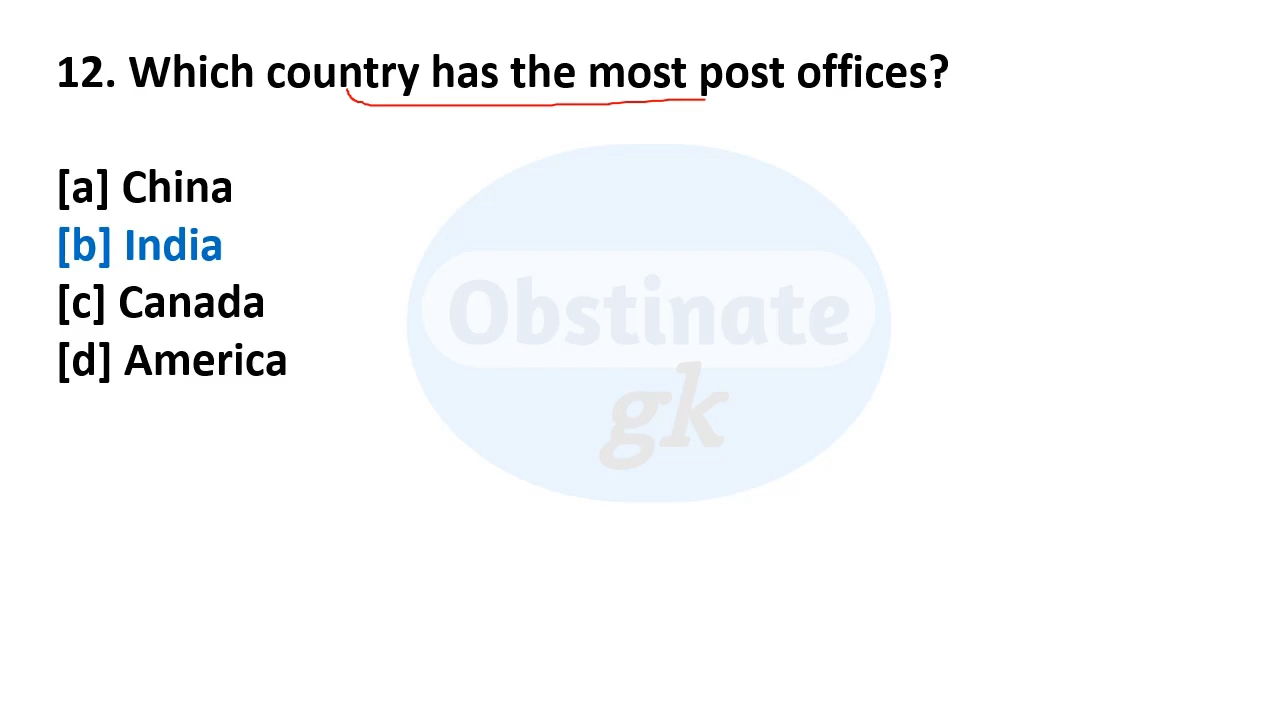 12. Which country has the most post offices?
[a] China
[b] India
[c] Canada
[d] America
Obstinate
gk